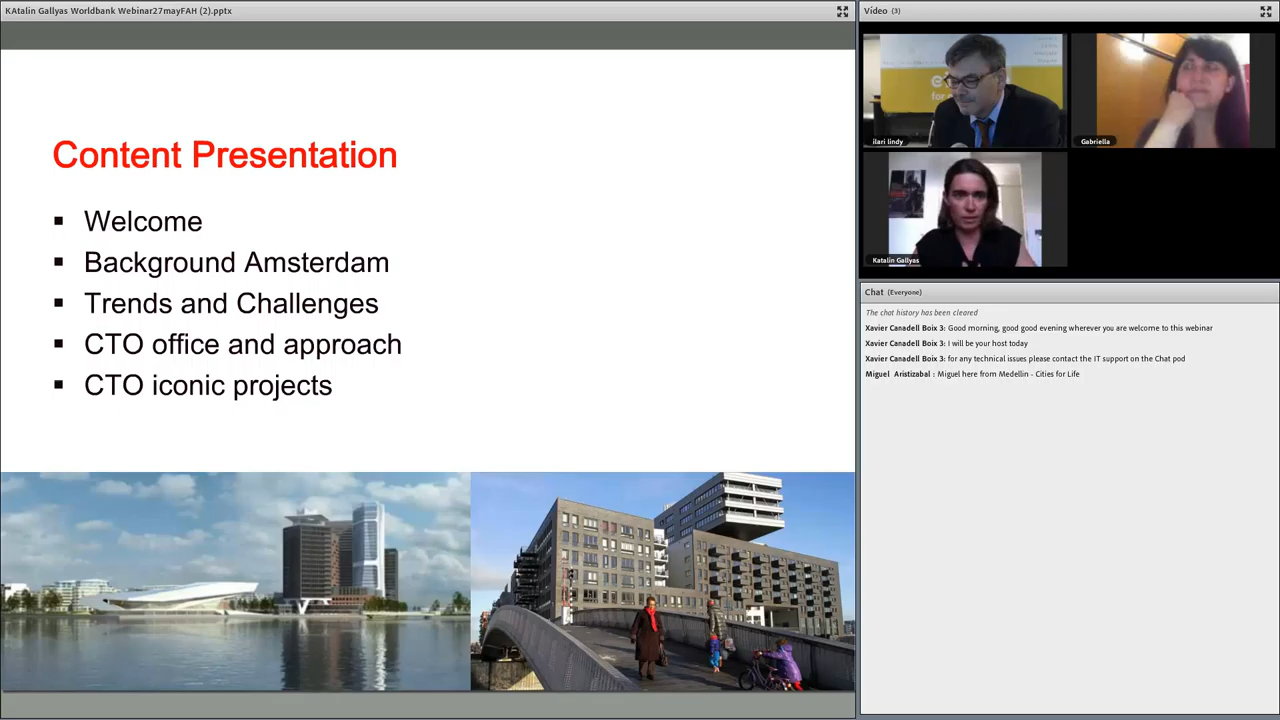 KAtalin Gallyas Worldbank Webinar27mayFAH (2).pptx
Content Presentation
▪ Welcome
▪ Background Amsterdam
▪ Trends and Challenges
▪ CTO office and approach
▪ CTO iconic projects
Vídeo (3)
ilari lindy
Gabriella
Katalin Gallyas
Chat (Everyone)
The chat history has been cleared
Xavier Canadell Boix 3: Good morning, good good evening wherever you are welcome to this webinar
Xavier Canadell Boix 3: I will be your host today
Xavier Canadell Boix 3: for any technical issues please contact the IT support on the Chat pod
Miguel Aristizabal : Miguel here from Medellin - Cities for Life